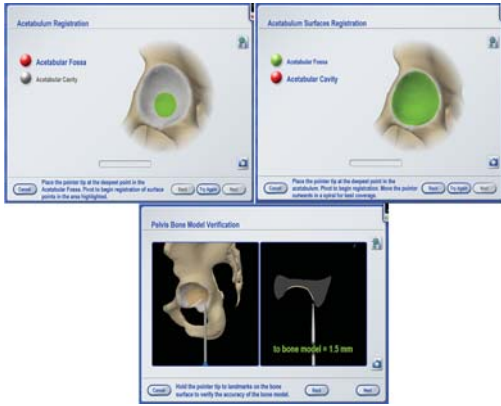 Acetabulum Registration
Acetabular Fossa
Acetabular Cavity
Place the pointer tip at the deepest point in the
Acetabular Fossa. Pivot to begin registration of surface
points in the area highlighted.
Cancel
Back
Try Again
Next
Acetabulum Surfaces Registration
Acetabular Fossa
Acetabular Cavity
Place the pointer tip at the deepest point in the
acetabulum. Pivot to begin registration. Move the pointer
outwards in a spiral for best coverage.
Cancel
Back
Try Again
Next
Pelvis Bone Model Verification
to bone model = 1.5 mm
Cancel
Hold the pointer tip to landmarks on the bone
surface to verify the accuracy of the bone model.
Back
Next